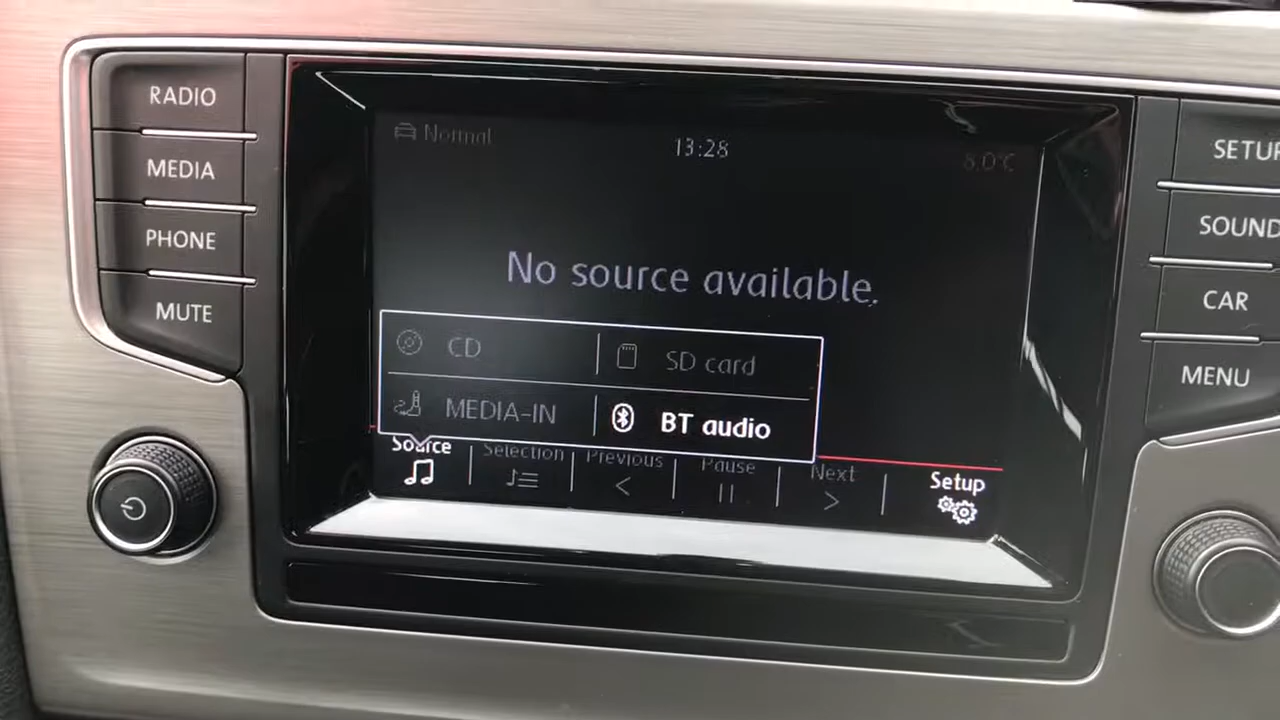 RADIO
MEDIA
PHONE
MUTE
Normal
13:28
8.0°C
No source available.
CD
SD card
MEDIA-IN
BT audio
Source
Selection
Previous
Pause
Next
Setup
SETUP
SOUND
CAR
MENU